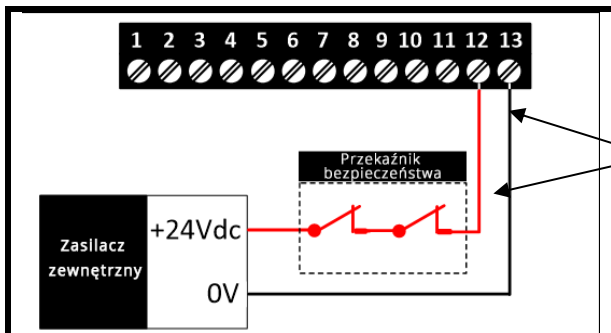 1 2 3 4 5 6 7 8 9 10 11 12 13
Przekaźnik
bezpieczeństwa
Zasilacz
zewnętrzny
+24Vdc
0V